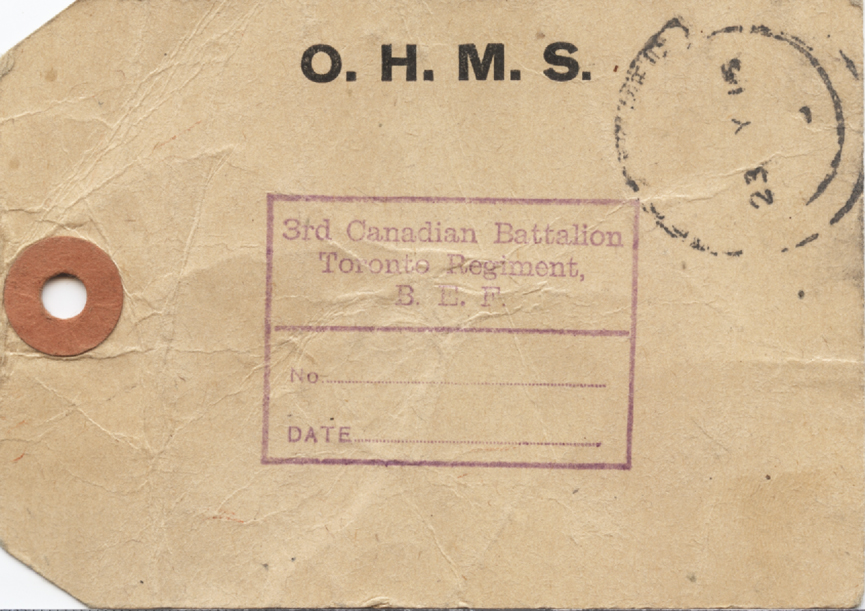 O. H. M. S.
23 Y
3rd Canadian Battalion
Toronto Regiment,
B. E. F.
No
DATE